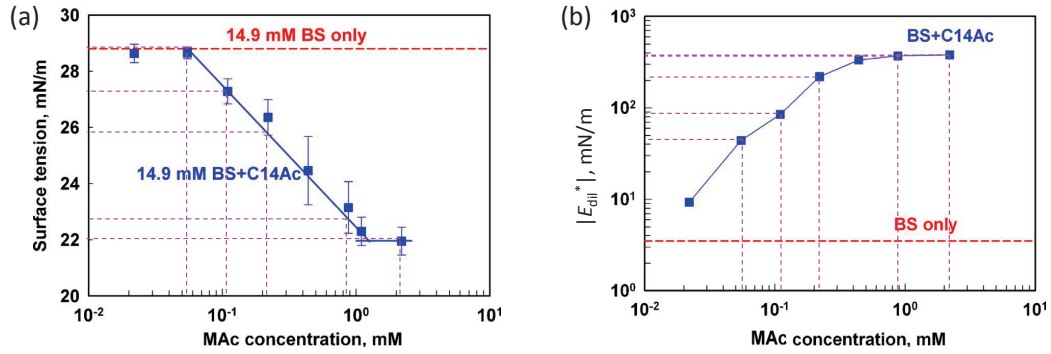 (a)
30
28
26
24
22
20
Surface tension, mN/m
14.9 mM BS only
14.9 mM BS+C14Ac
10⁻² 10⁻¹ 10⁰ 10¹
MAc concentration, mM
(b)
10³
10²
10¹
10⁰
|E*dil|, mN/m
BS+C14Ac
BS only
10⁻² 10⁻¹ 10⁰ 10¹
MAc concentration, mM